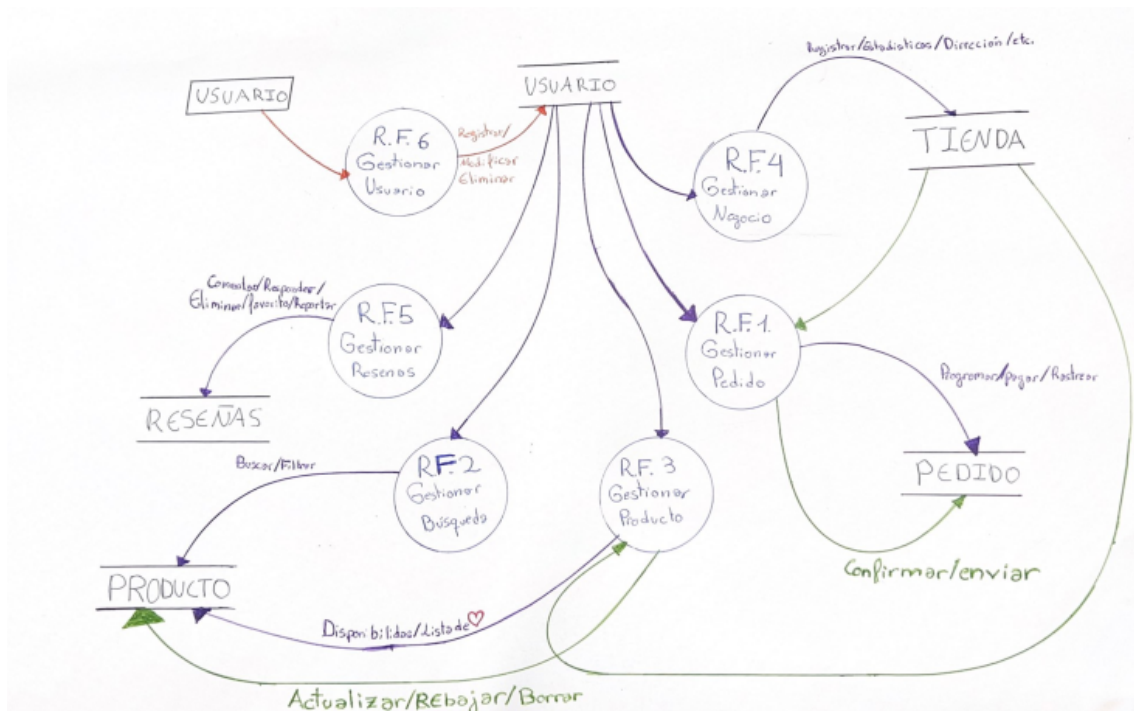 Registrar/Estadisticas/Dirección/etc.
USUARIO
USUARIO
TIENDA
R.F.6
Gestionar
Usuario
Registrar/
Modificar
Eliminar
R.F.4
Gestionar
Negocio
Responder/
Eliminar/favorito/Reportar
R.F.5
Gestionar
Resenas
R.F.1.
Gestionar
Pedido
Programar/pagar/Rastrear
RESEÑAS
Buscar/Filtrar
R.F.2
Gestionar
Búsqueda
R.F. 3
Gestionar
Producto
PEDIDO
Confirmar/enviar
PRODUCTO
Disponibilidad/Lista de
Actualizar/REbajar/Borrar